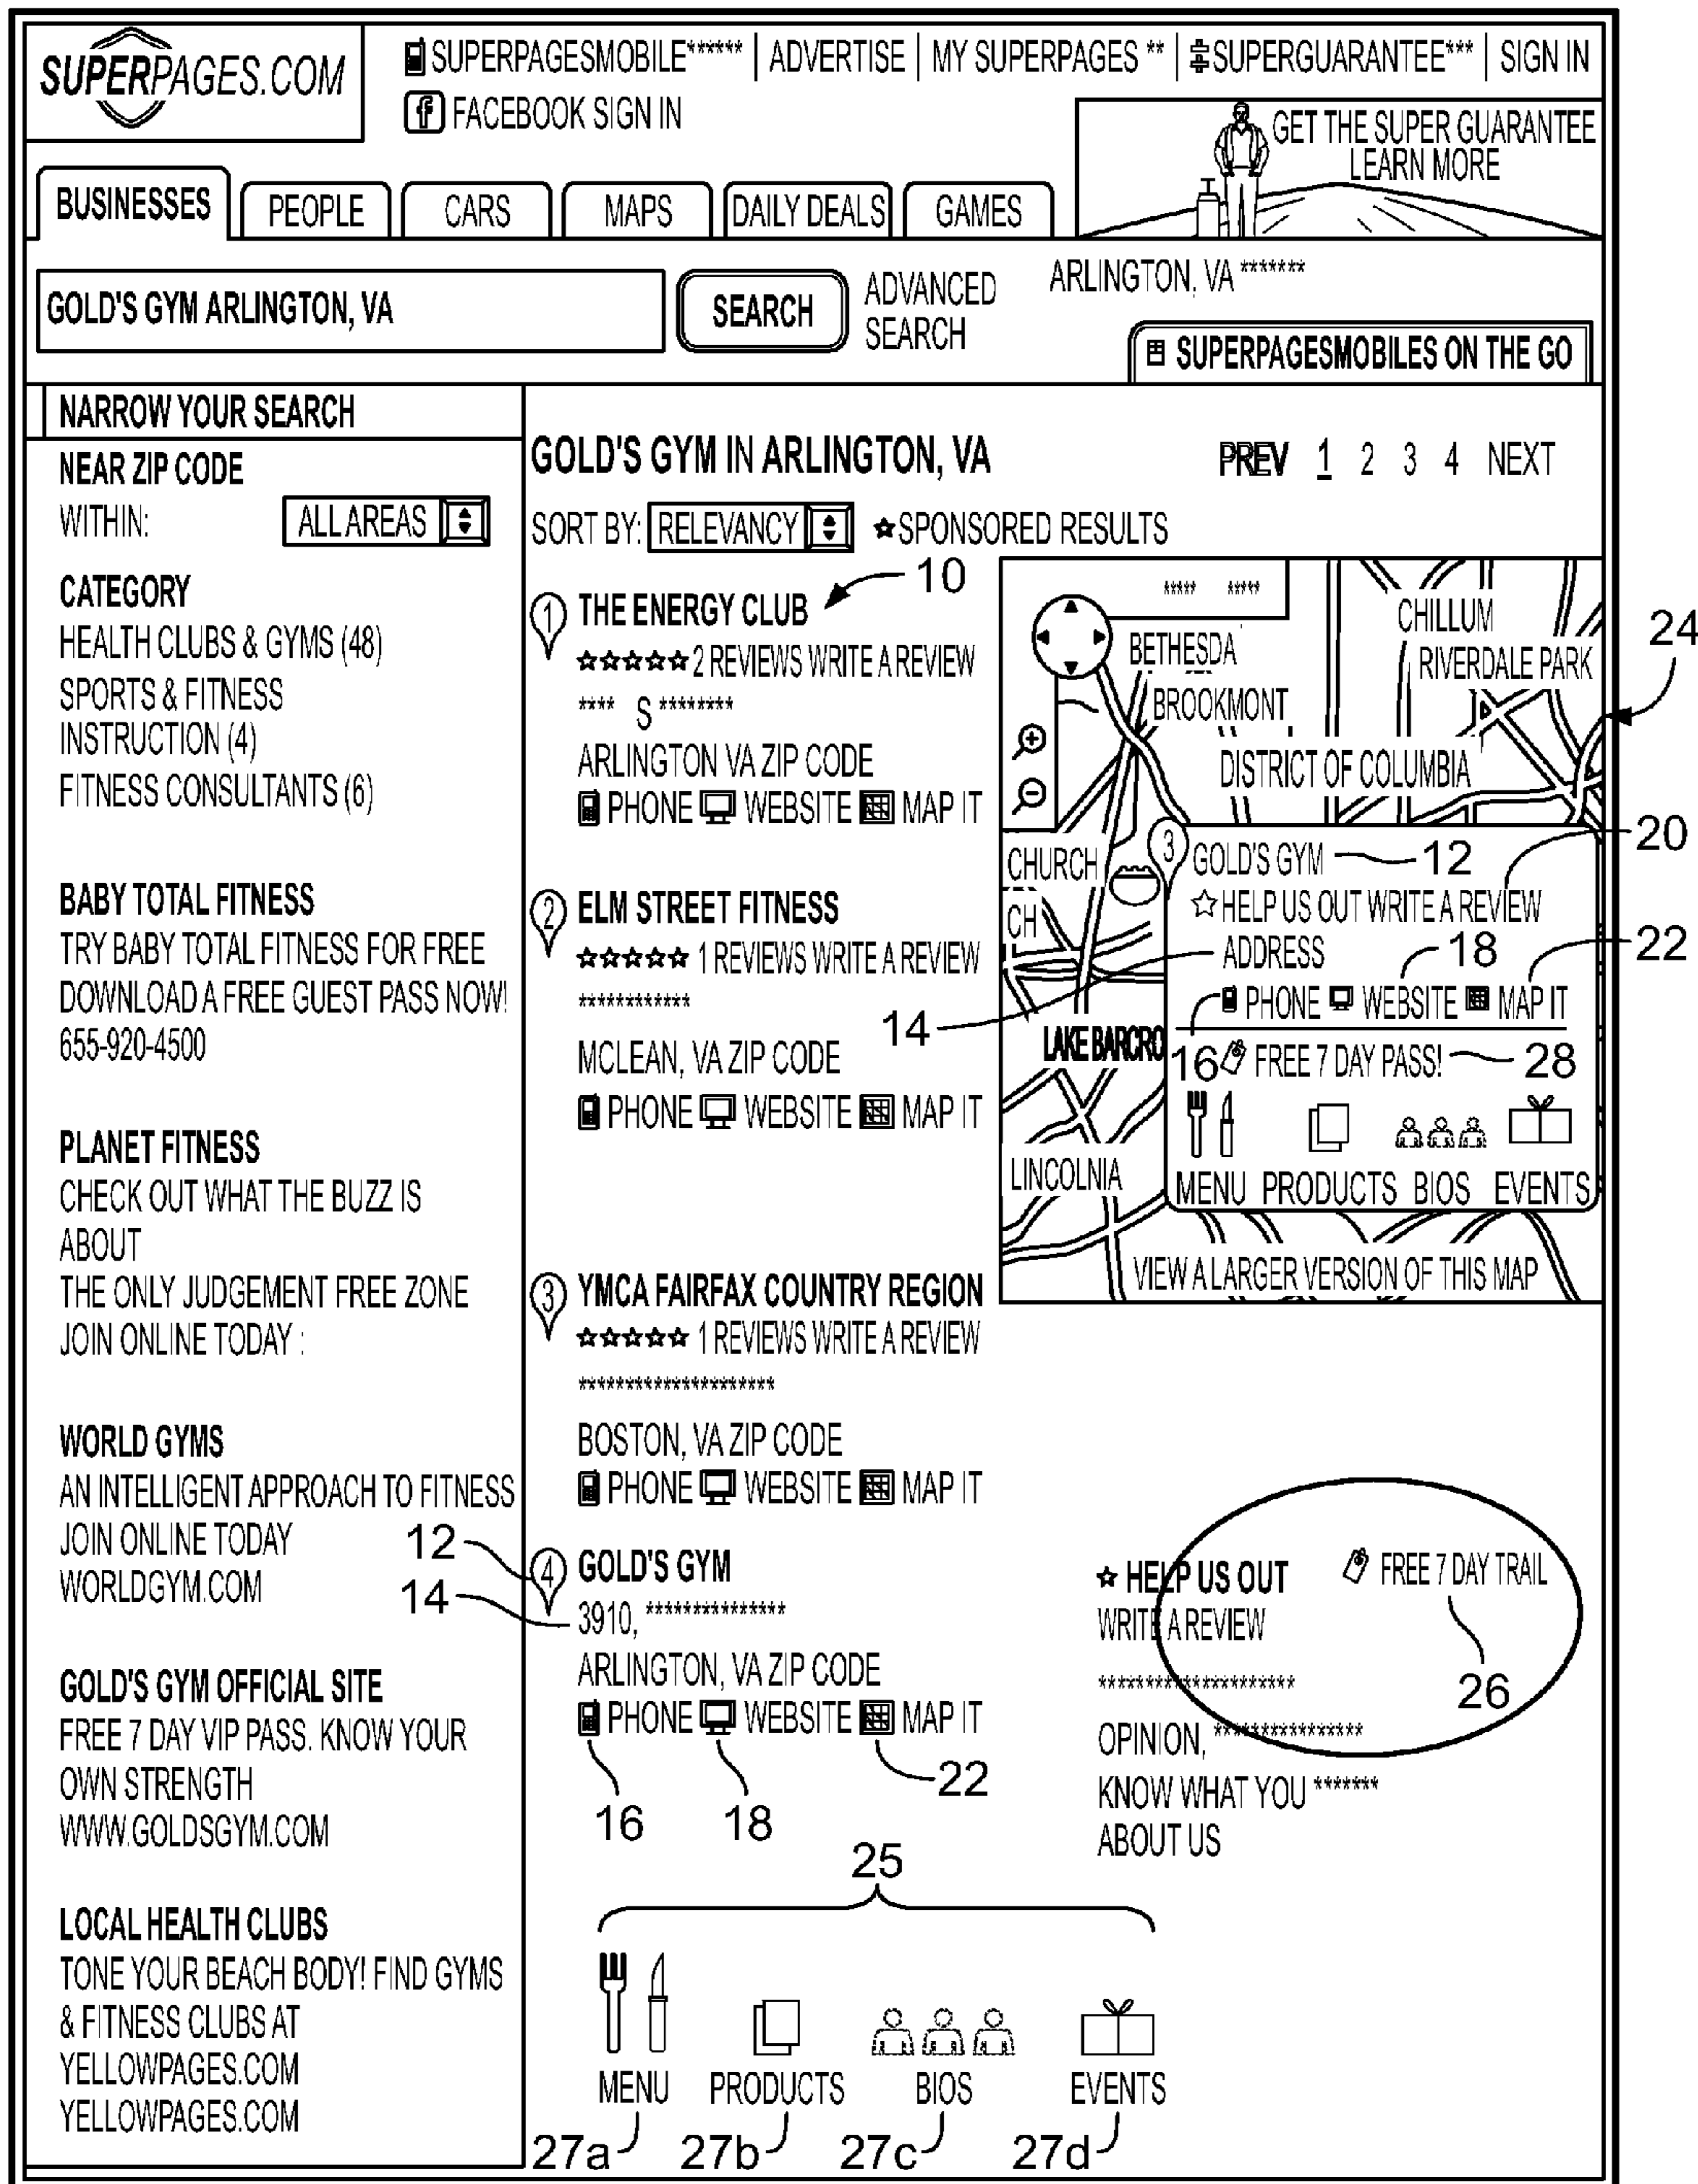 SUPERPAGES.COM
SUPERPAGESMOBILE****** | ADVERTISE | MY SUPERPAGES ** | SUPERGUARANTEE*** | SIGN IN
f FACEBOOK SIGN IN
GET THE SUPER GUARANTEE
LEARN MORE
BUSINESSES PEOPLE CARS MAPS DAILY DEALS GAMES
GOLD'S GYM ARLINGTON, VA
SEARCH
ADVANCED
SEARCH
ARLINGTON, VA *******
SUPERPAGESMOBILES ON THE GO
NARROW YOUR SEARCH
NEAR ZIP CODE
WITHIN: ALL AREAS
CATEGORY
HEALTH CLUBS & GYMS (48)
SPORTS & FITNESS
INSTRUCTION (4)
FITNESS CONSULTANTS (6)
BABY TOTAL FITNESS
TRY BABY TOTAL FITNESS FOR FREE
DOWNLOAD A FREE GUEST PASS NOW!
655-920-4500
PLANET FITNESS
CHECK OUT WHAT THE BUZZ IS
ABOUT
THE ONLY JUDGEMENT FREE ZONE
JOIN ONLINE TODAY :
WORLD GYMS
AN INTELLIGENT APPROACH TO FITNESS
JOIN ONLINE TODAY
WORLDGYM.COM
GOLD'S GYM OFFICIAL SITE
FREE 7 DAY VIP PASS. KNOW YOUR
OWN STRENGTH
WWW.GOLDSGYM.COM
LOCAL HEALTH CLUBS
TONE YOUR BEACH BODY! FIND GYMS
& FITNESS CLUBS AT
YELLOWPAGES.COM
YELLOWPAGES.COM
GOLD'S GYM IN ARLINGTON, VA
PREV 1 2 3 4 NEXT
SORT BY: RELEVANCY ★SPONSORED RESULTS
10
1 THE ENERGY CLUB
☆☆☆☆☆ 2 REVIEWS WRITE A REVIEW
**** S ********
ARLINGTON VA ZIP CODE
PHONE WEBSITE MAP IT
2 ELM STREET FITNESS
☆☆☆☆☆ 1 REVIEWS WRITE A REVIEW
************
MCLEAN, VA ZIP CODE
PHONE WEBSITE MAP IT
3 YMCA FAIRFAX COUNTRY REGION
☆☆☆☆☆ 1 REVIEWS WRITE A REVIEW
*********************
BOSTON, VA ZIP CODE
PHONE WEBSITE MAP IT
12
4 GOLD'S GYM
14
3910, ***************
ARLINGTON, VA ZIP CODE
PHONE WEBSITE MAP IT
16 18 22
***** *****
CHILLUM
BETHESDA
RIVERDALE PARK
24
BROOKMONT
DISTRICT OF COLUMBIA
20
CHURCH
3 GOLD'S GYM 12
CH
☆HELP US OUT WRITE A REVIEW
ADDRESS 18 22
14
PHONE WEBSITE MAP IT
LAKE BARCRO
16 FREE 7 DAY PASS! 28
LINCOLNIA
MENU PRODUCTS BIOS EVENTS
VIEW A LARGER VERSION OF THIS MAP
☆ HELP US OUT
FREE 7 DAY TRAIL
WRITE A REVIEW
26
*********************
OPINION, ****************
KNOW WHAT YOU *******
ABOUT US
25
MENU PRODUCTS BIOS EVENTS
27a 27b 27c 27d